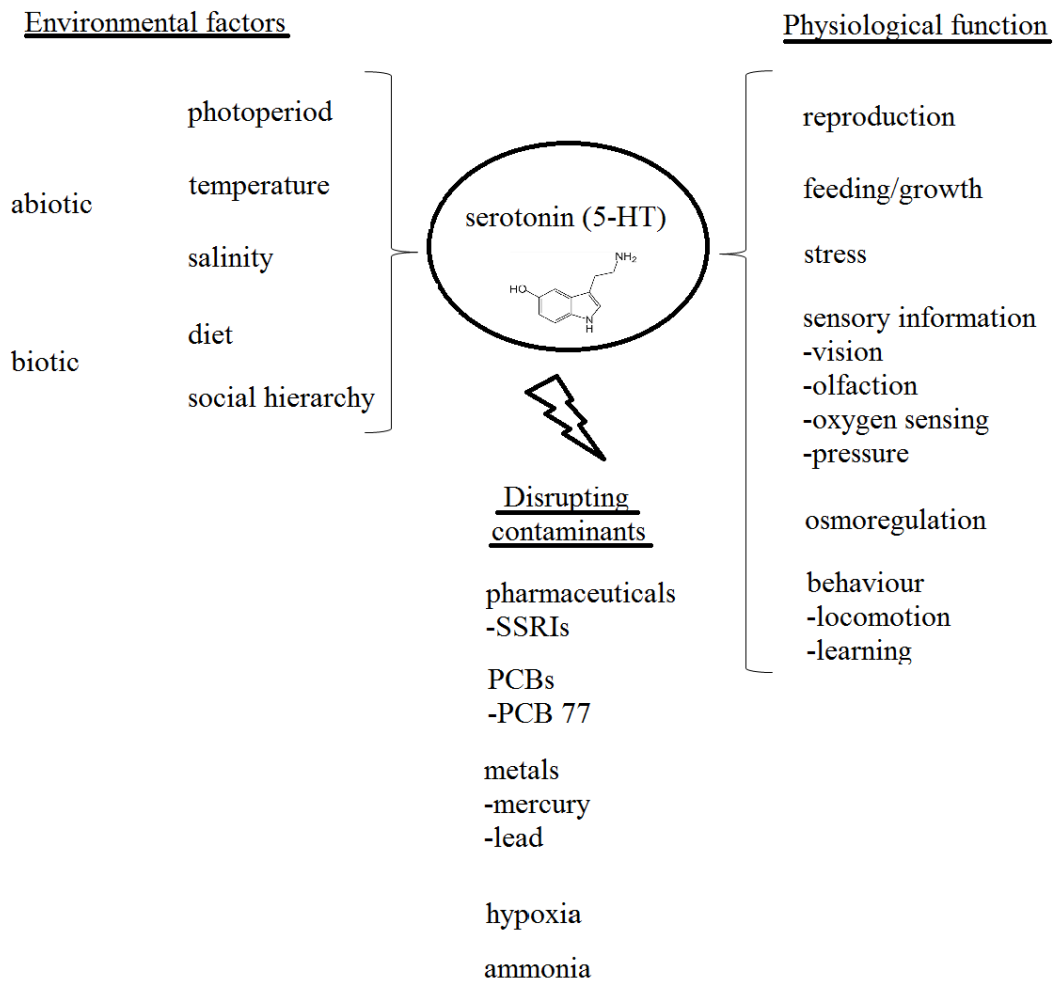 Environmental factors
abiotic
photoperiod
temperature
salinity
biotic
diet
social hierarchy
serotonin (5-HT)
NH2
HO
N
H
Disrupting
contaminants
pharmaceuticals
-SSRIs
PCBs
-PCB 77
metals
-mercury
-lead
hypoxia
ammonia
Physiological function
reproduction
feeding/growth
stress
sensory information
-vision
-olfaction
-oxygen sensing
-pressure
osmoregulation
behaviour
-locomotion
-learning